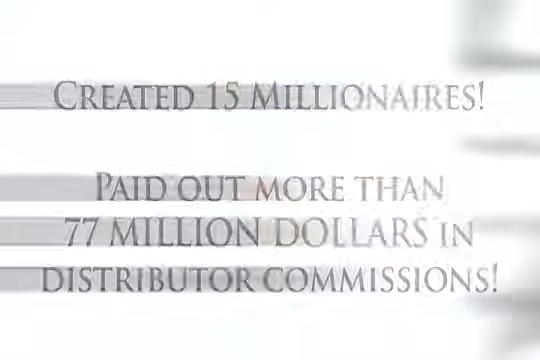 Created 15 Millionaires!
Paid out more than
77 million dollars in
distributor commissions!